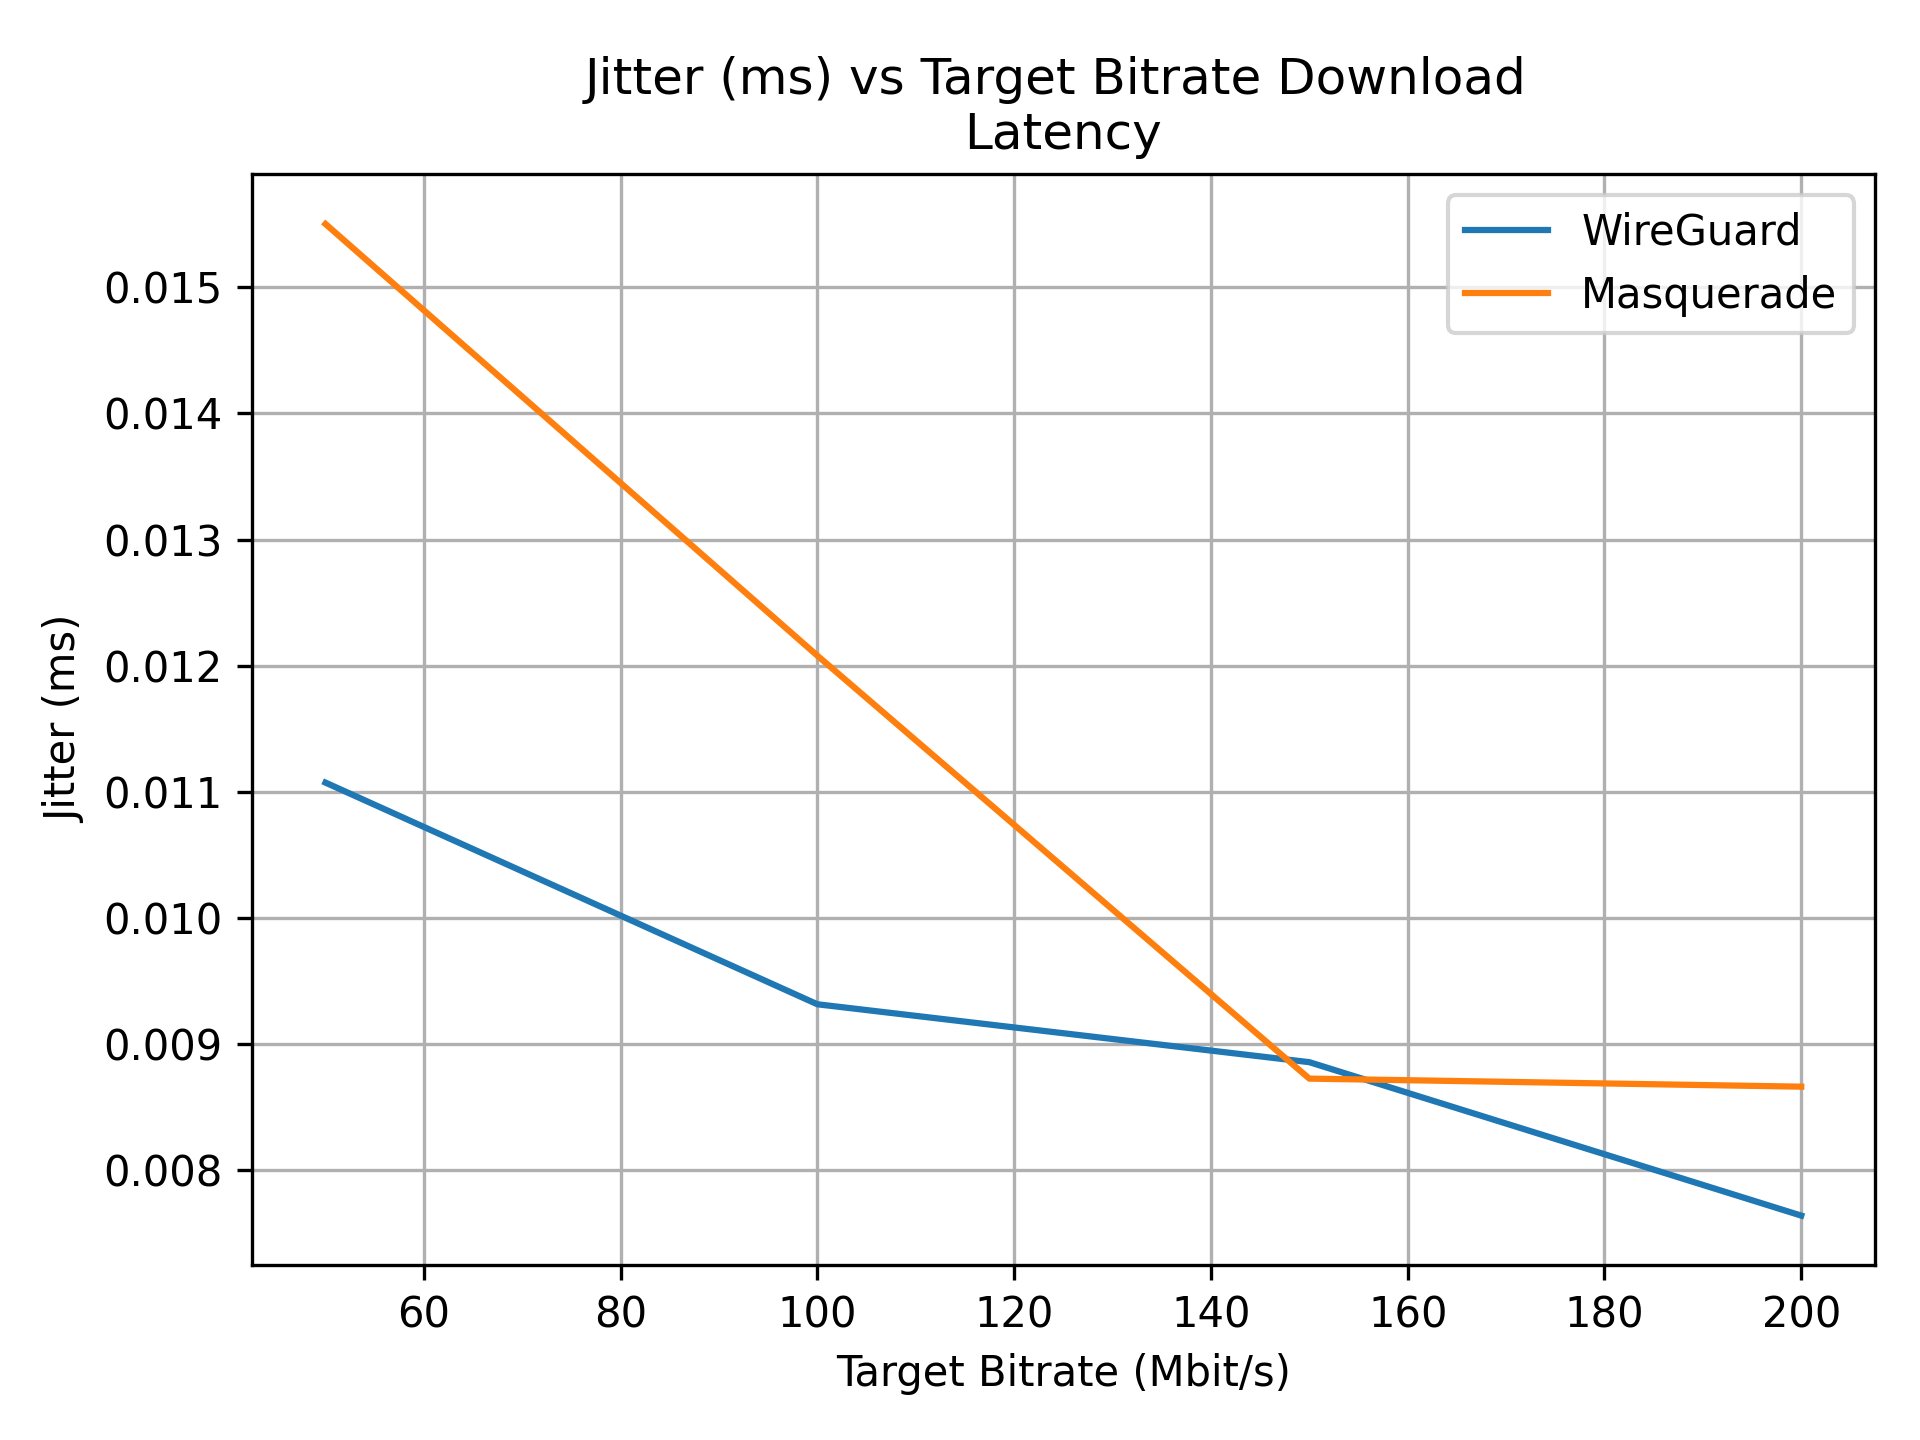 Jitter (ms) vs Target Bitrate Download
Latency
WireGuard
Masquerade
Jitter (ms)
0.015
0.014
0.013
0.012
0.011
0.010
0.009
0.008
60 80 100 120 140 160 180 200
Target Bitrate (Mbit/s)